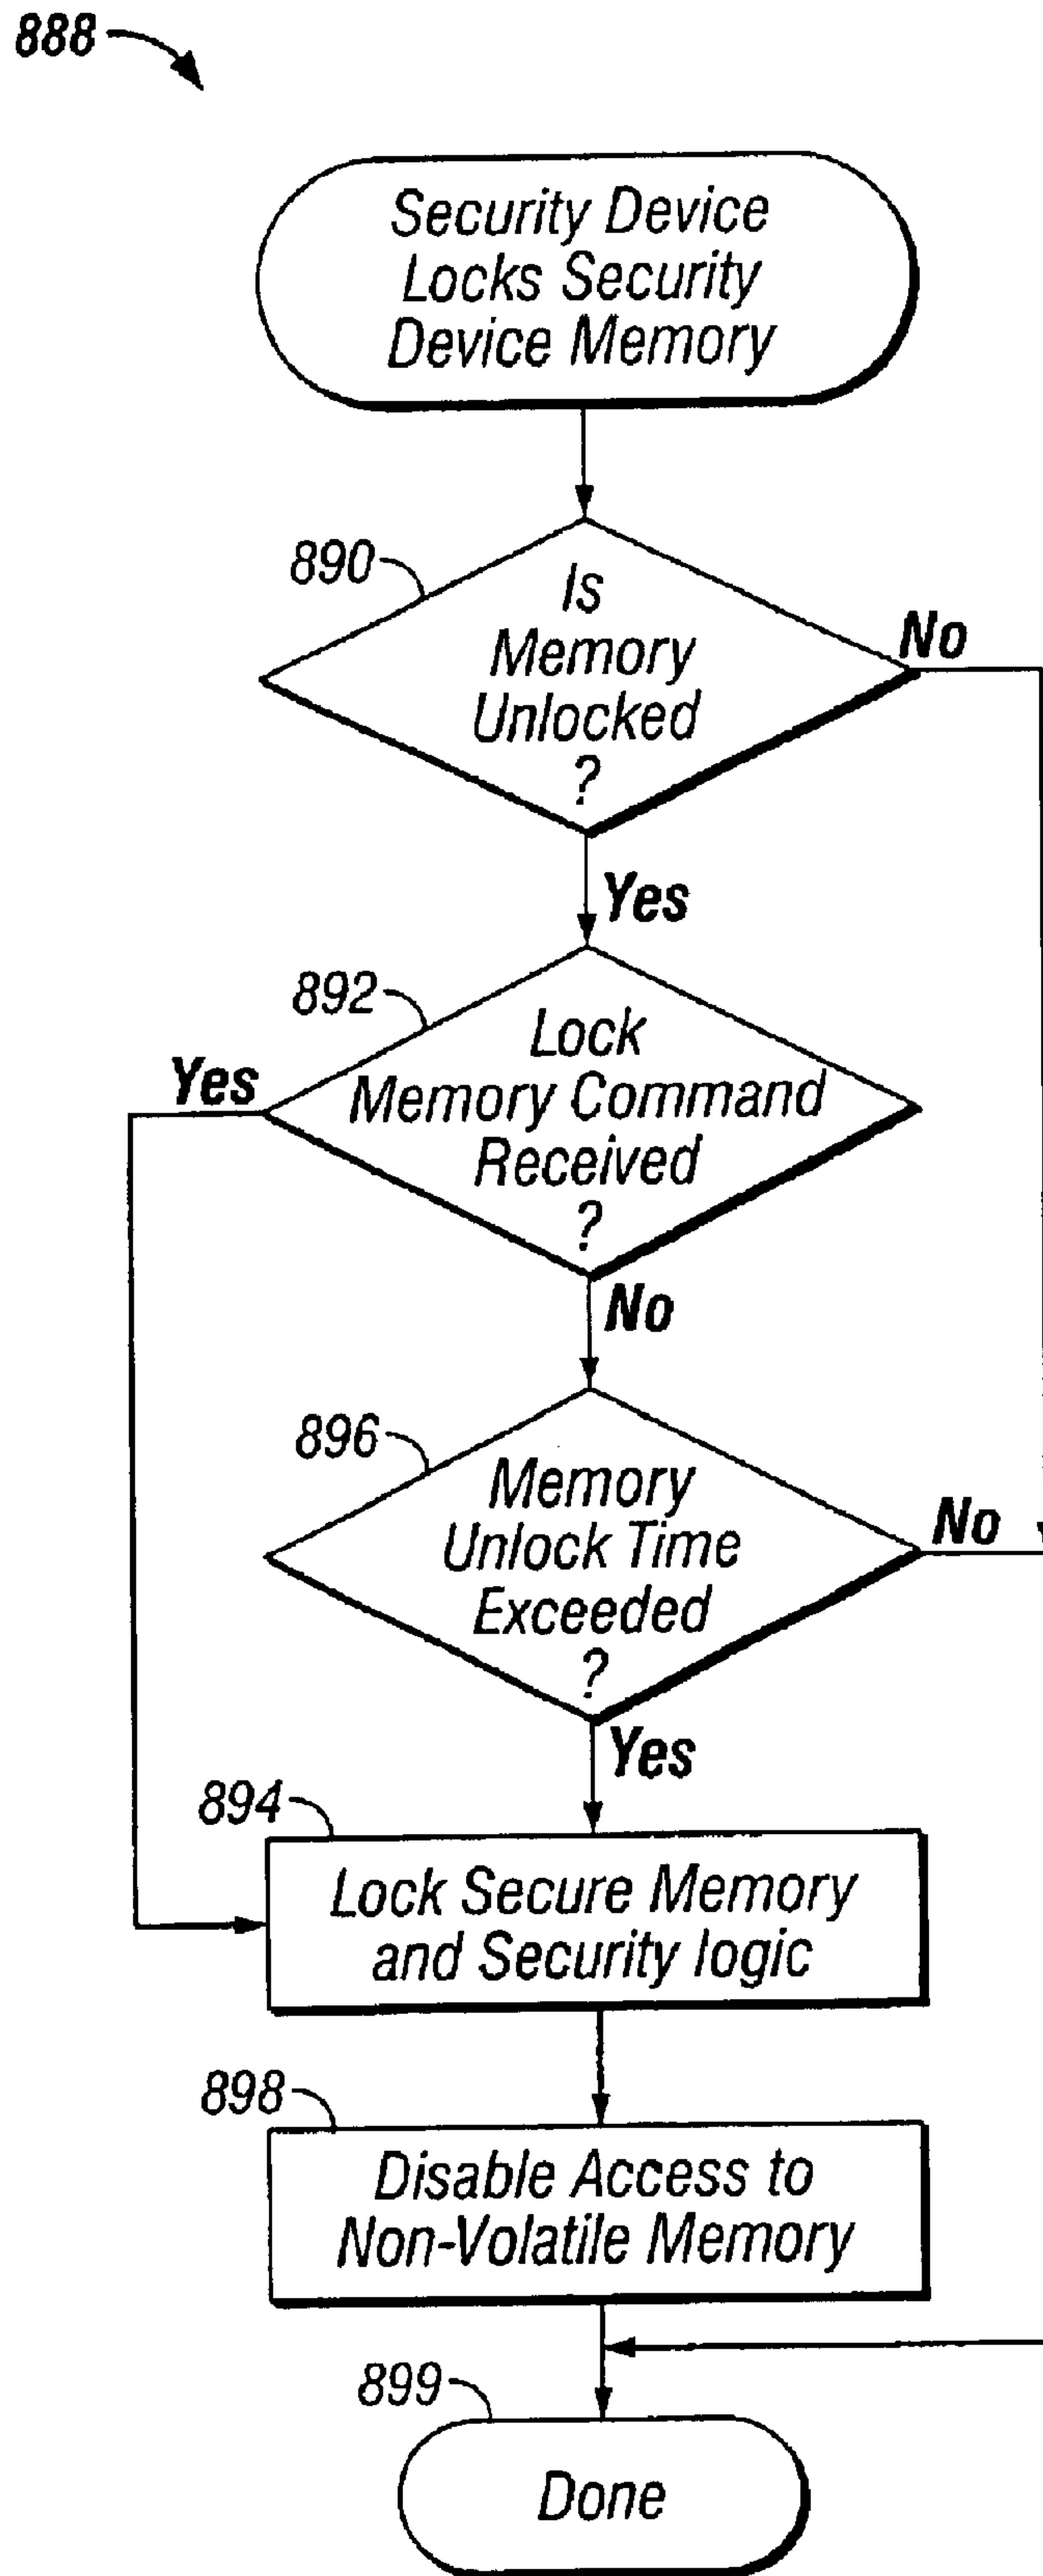 888
Security Device
Locks Security
Device Memory
890
Is
Memory
Unlocked
?
No
Yes
892
Lock
Memory Command
Received
?
Yes
No
896
Memory
Unlock Time
Exceeded
?
No
Yes
894
Lock Secure Memory
and Security logic
898
Disable Access to
Non-Volatile Memory
899
Done